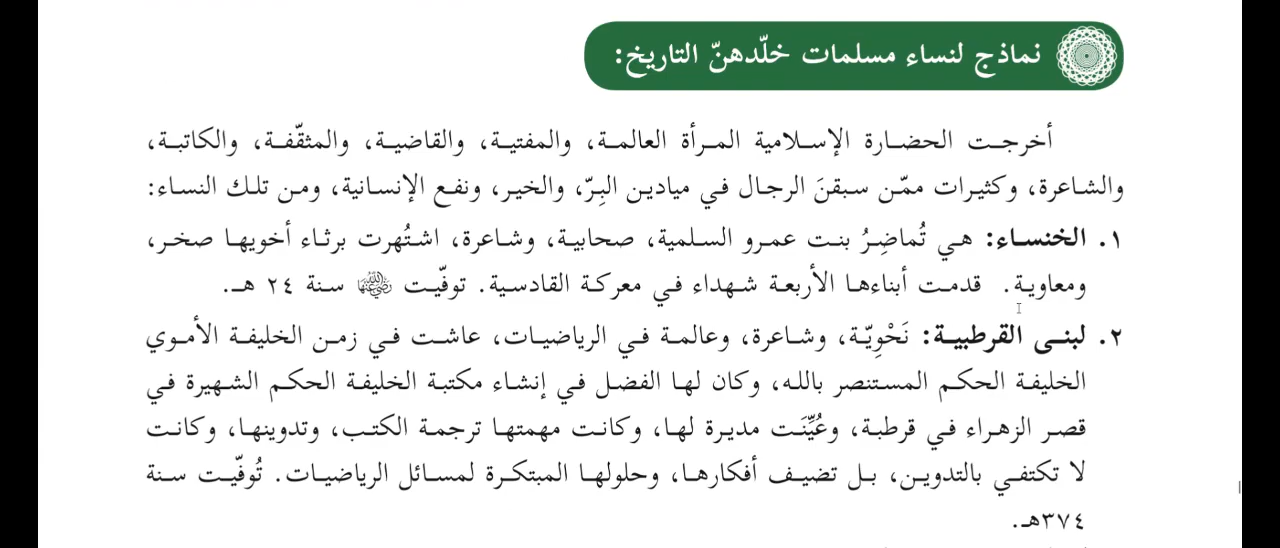 نماذج لنساء مسلمات خلّدهنّ التاريخ:
أخرجت الحضارة الإسلامية المرأة العالمة، والمفتية، والقاضية، والمثقّفة، والكاتبة،
والشاعرة، وكثيرات ممّن سبقنَ الرجال في ميادين البِرّ، والخير، ونفع الإنسانية، ومن تلك النساء:
١. الخنساء: هي تُماضِرُ بنت عمرو السلمية، صحابية، وشاعرة، اشتُهرت برثاء أخويها صخر،
ومعاوية. قدمت أبناءها الأربعة شهداء في معركة القادسية. توفّيت رضي الله عنها سنة ٢٤ هـ.
٢. لبنى القرطبية: نَحْوِيّة، وشاعرة، وعالمة في الرياضيات، عاشت في زمن الخليفة الأموي
الخليفة الحكم المستنصر بالله، وكان لها الفضل في إنشاء مكتبة الخليفة الحكم الشهيرة في
قصر الزهراء في قرطبة، وعُيِّنَت مديرة لها، وكانت مهمتها ترجمة الكتب، وتدوينها، وكانت
لا تكتفي بالتدوين، بل تضيف أفكارها، وحلولها المبتكرة لمسائل الرياضيات. تُوفّيت سنة
٣٧٤هـ.